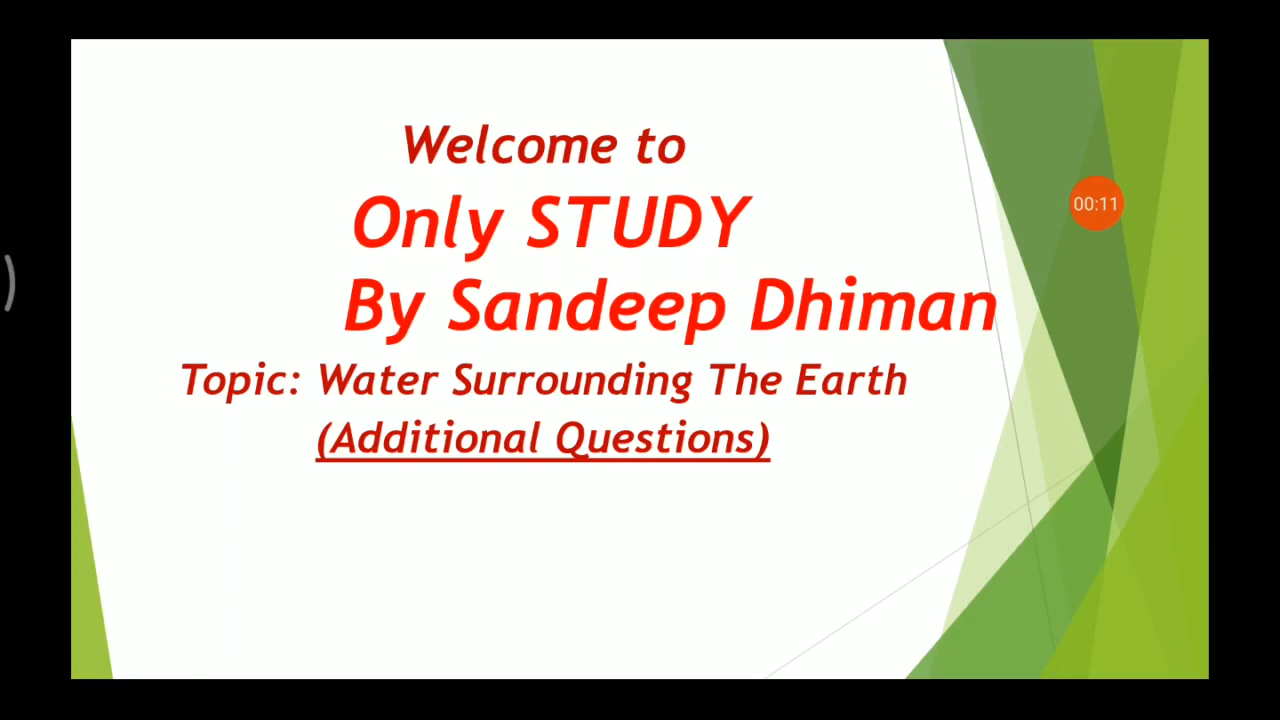 Welcome to
Only STUDY
By Sandeep Dhiman
Topic: Water Surrounding The Earth
(Additional Questions)
00:11